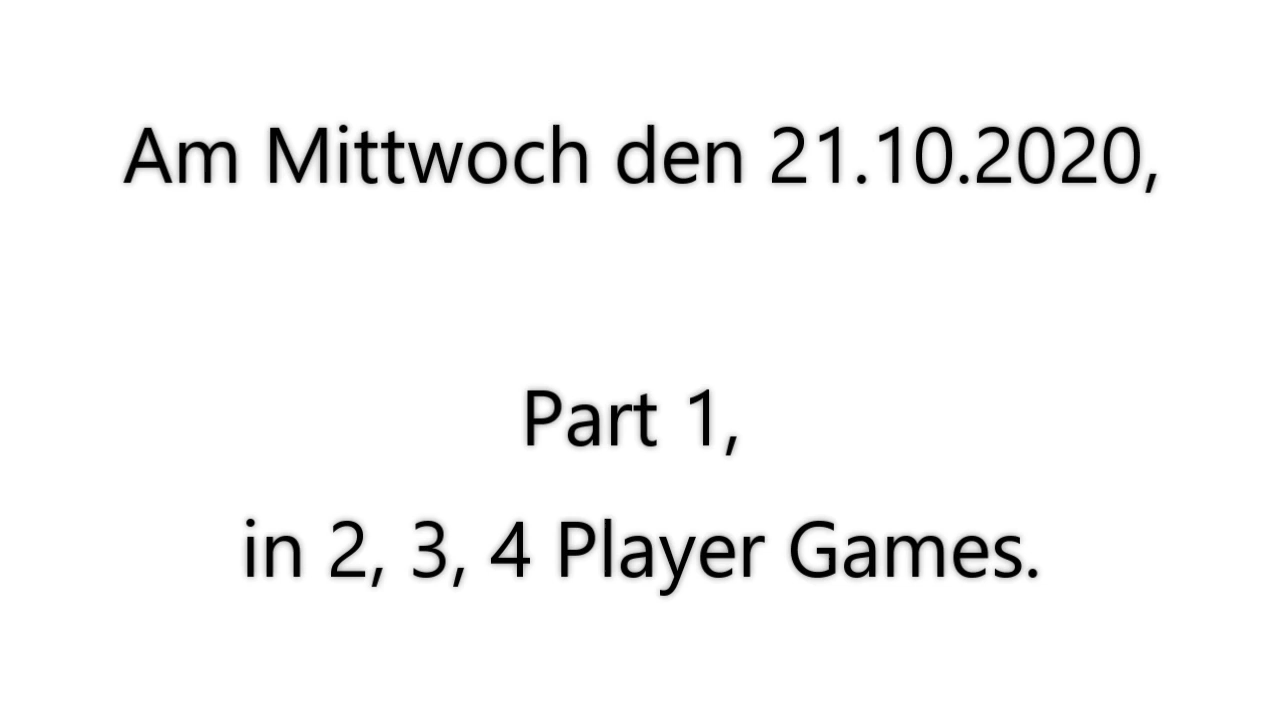 Am Mittwoch den 21.10.2020,
Part 1,
in 2, 3, 4 Player Games.